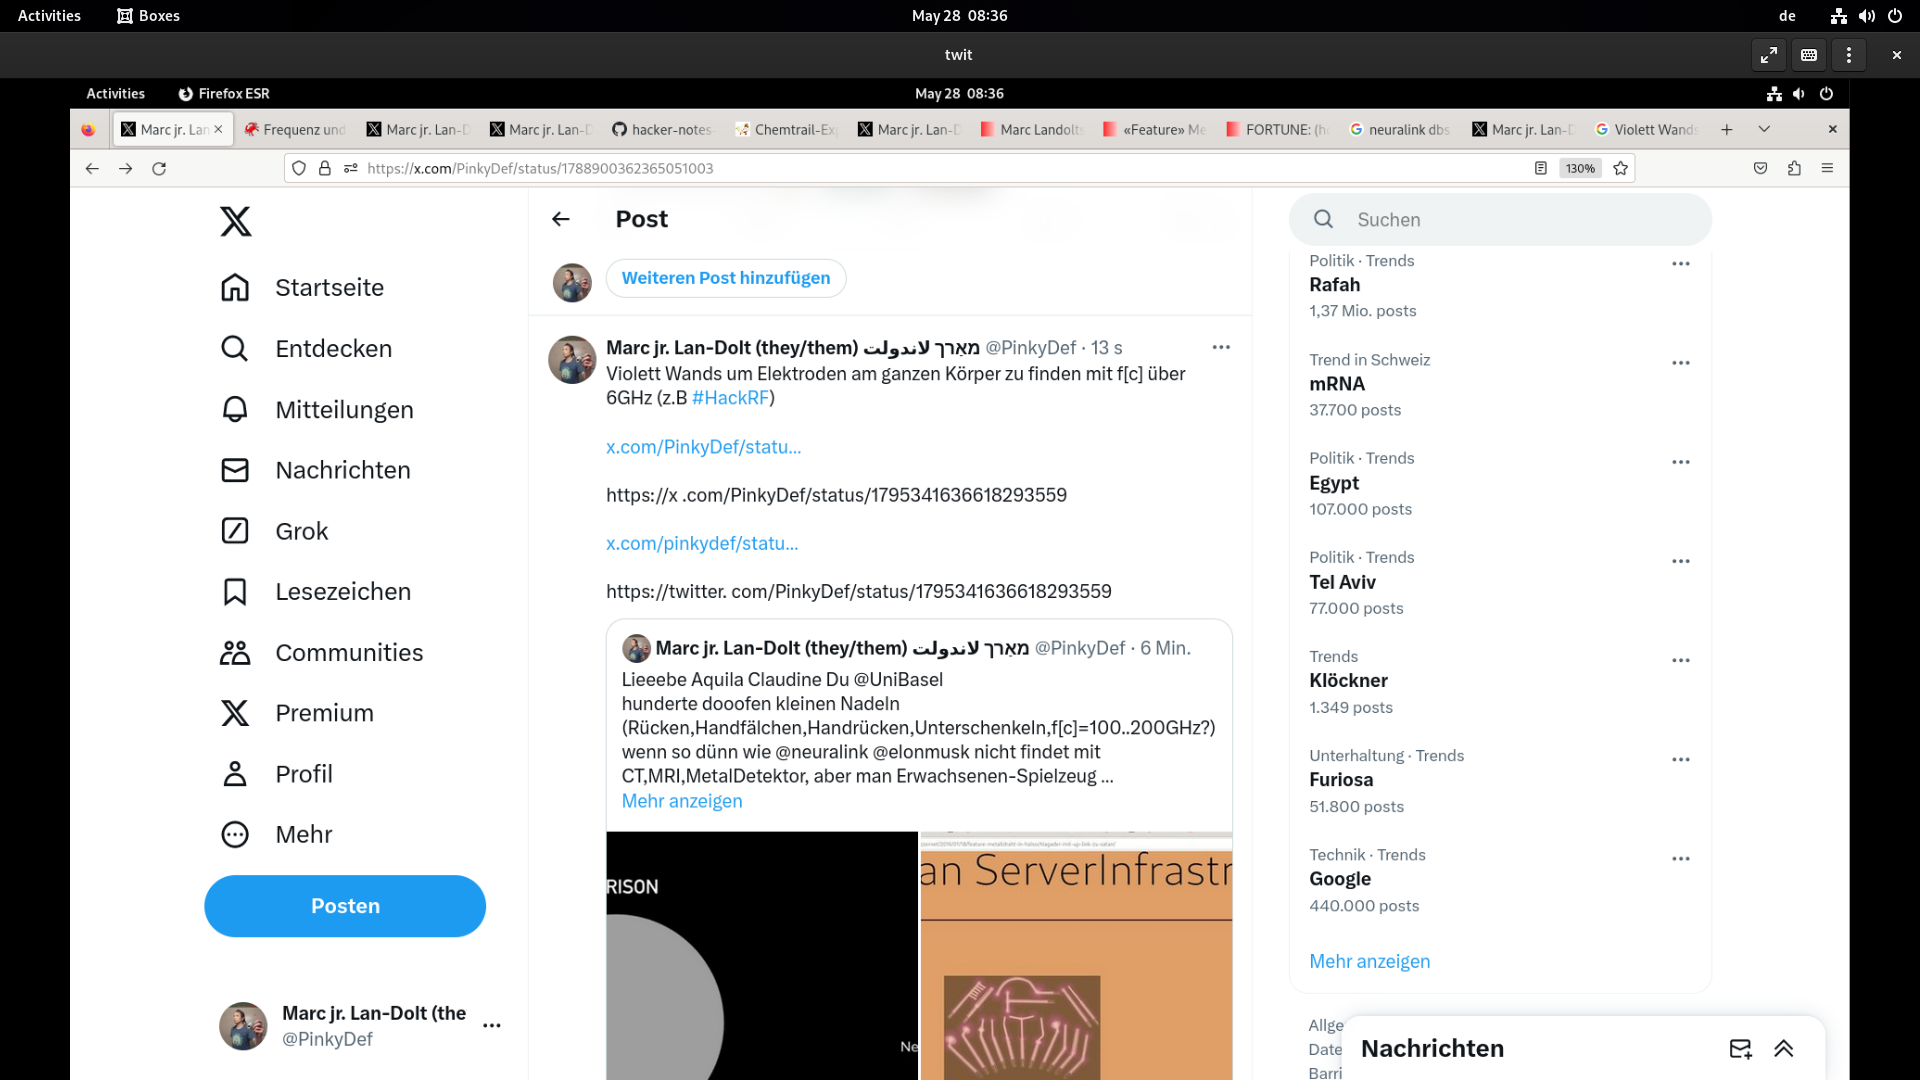 Activities
Boxes
May 28 08:36
de
twit
Activities
Firefox ESR
May 28 08:36
Marc jr. Lan
Frequenz und
Marc jr. Lan-D
Marc jr. Lan-D
hacker-notes-
Chemtrail-Exp
Marc jr. Lan-D
Marc Landolts
«Feature» Me
FORTUNE: (h
neuralink dbs
Marc jr. Lan-D
Violett Wands
https://x.com/PinkyDef/status/1788900362365051003
130%
Startseite
Entdecken
Mitteilungen
Nachrichten
Grok
Lesezeichen
Communities
Premium
Profil
Mehr
Posten
Marc jr. Lan-Dolt (the
@PinkyDef
Post
Weiteren Post hinzufügen
Marc jr. Lan-Dolt (they/them) מאַרך لاندولت @PinkyDef · 13 s
Violett Wands um Elektroden am ganzen Körper zu finden mit f[c] über
6GHz (z.B #HackRF)
x.com/PinkyDef/statu...
https://x .com/PinkyDef/status/1795341636618293559
x.com/pinkydef/statu...
https://twitter. com/PinkyDef/status/1795341636618293559
Marc jr. Lan-Dolt (they/them) מאַרך لاندولت @PinkyDef · 6 Min.
Lieeebe Aquila Claudine Du @UniBasel
hunderte dooofen kleinen Nadeln
(Rücken,Handfälchen,Handrücken,Unterschenkeln,f[c]=100..200GHz?)
wenn so dünn wie @neuralink @elonmusk nicht findet mit
CT,MRI,MetalDetektor, aber man Erwachsenen-Spielzeug ...
Mehr anzeigen
RISON
Ne
an ServerInfrastr
Suchen
Politik · Trends
Rafah
1,37 Mio. posts
Trend in Schweiz
mRNA
37.700 posts
Politik · Trends
Egypt
107.000 posts
Politik · Trends
Tel Aviv
77.000 posts
Trends
Klöckner
1.349 posts
Unterhaltung · Trends
Furiosa
51.800 posts
Technik · Trends
Google
440.000 posts
Mehr anzeigen
Allge
Date
Barri
Nachrichten